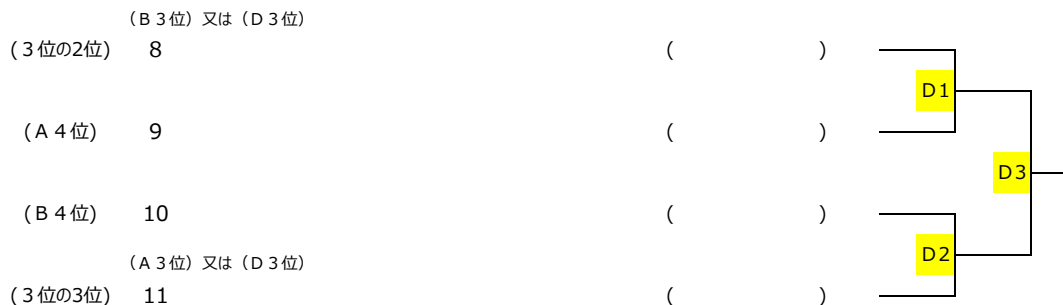 （Ｂ３位）又は（Ｄ３位）
(３位の2位) 8 ( )
D1
(Ａ４位) 9 ( )
D3
(Ｂ４位) 10 ( )
D2
（Ａ３位）又は（Ｄ３位）
(３位の3位) 11 ( )